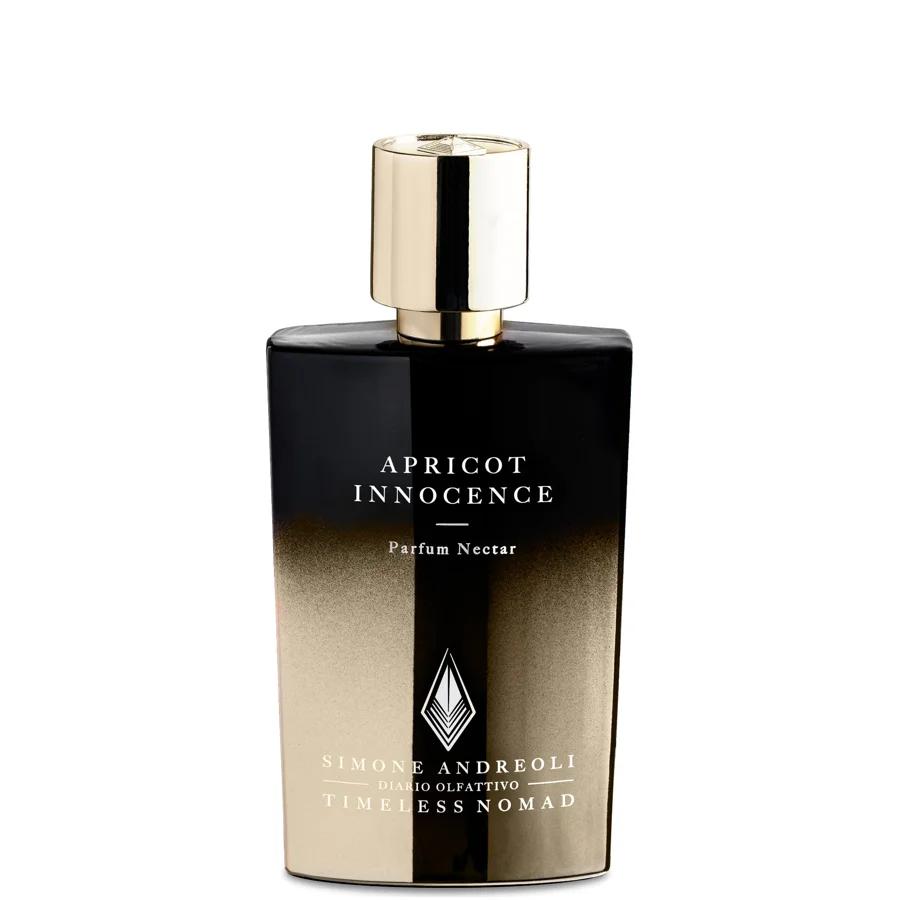 APRICOT
INNOCENCE
Parfum Nectar
SIMONE ANDREOLI
DIARIO OLFATTIVO
TIMELESS NOMAD